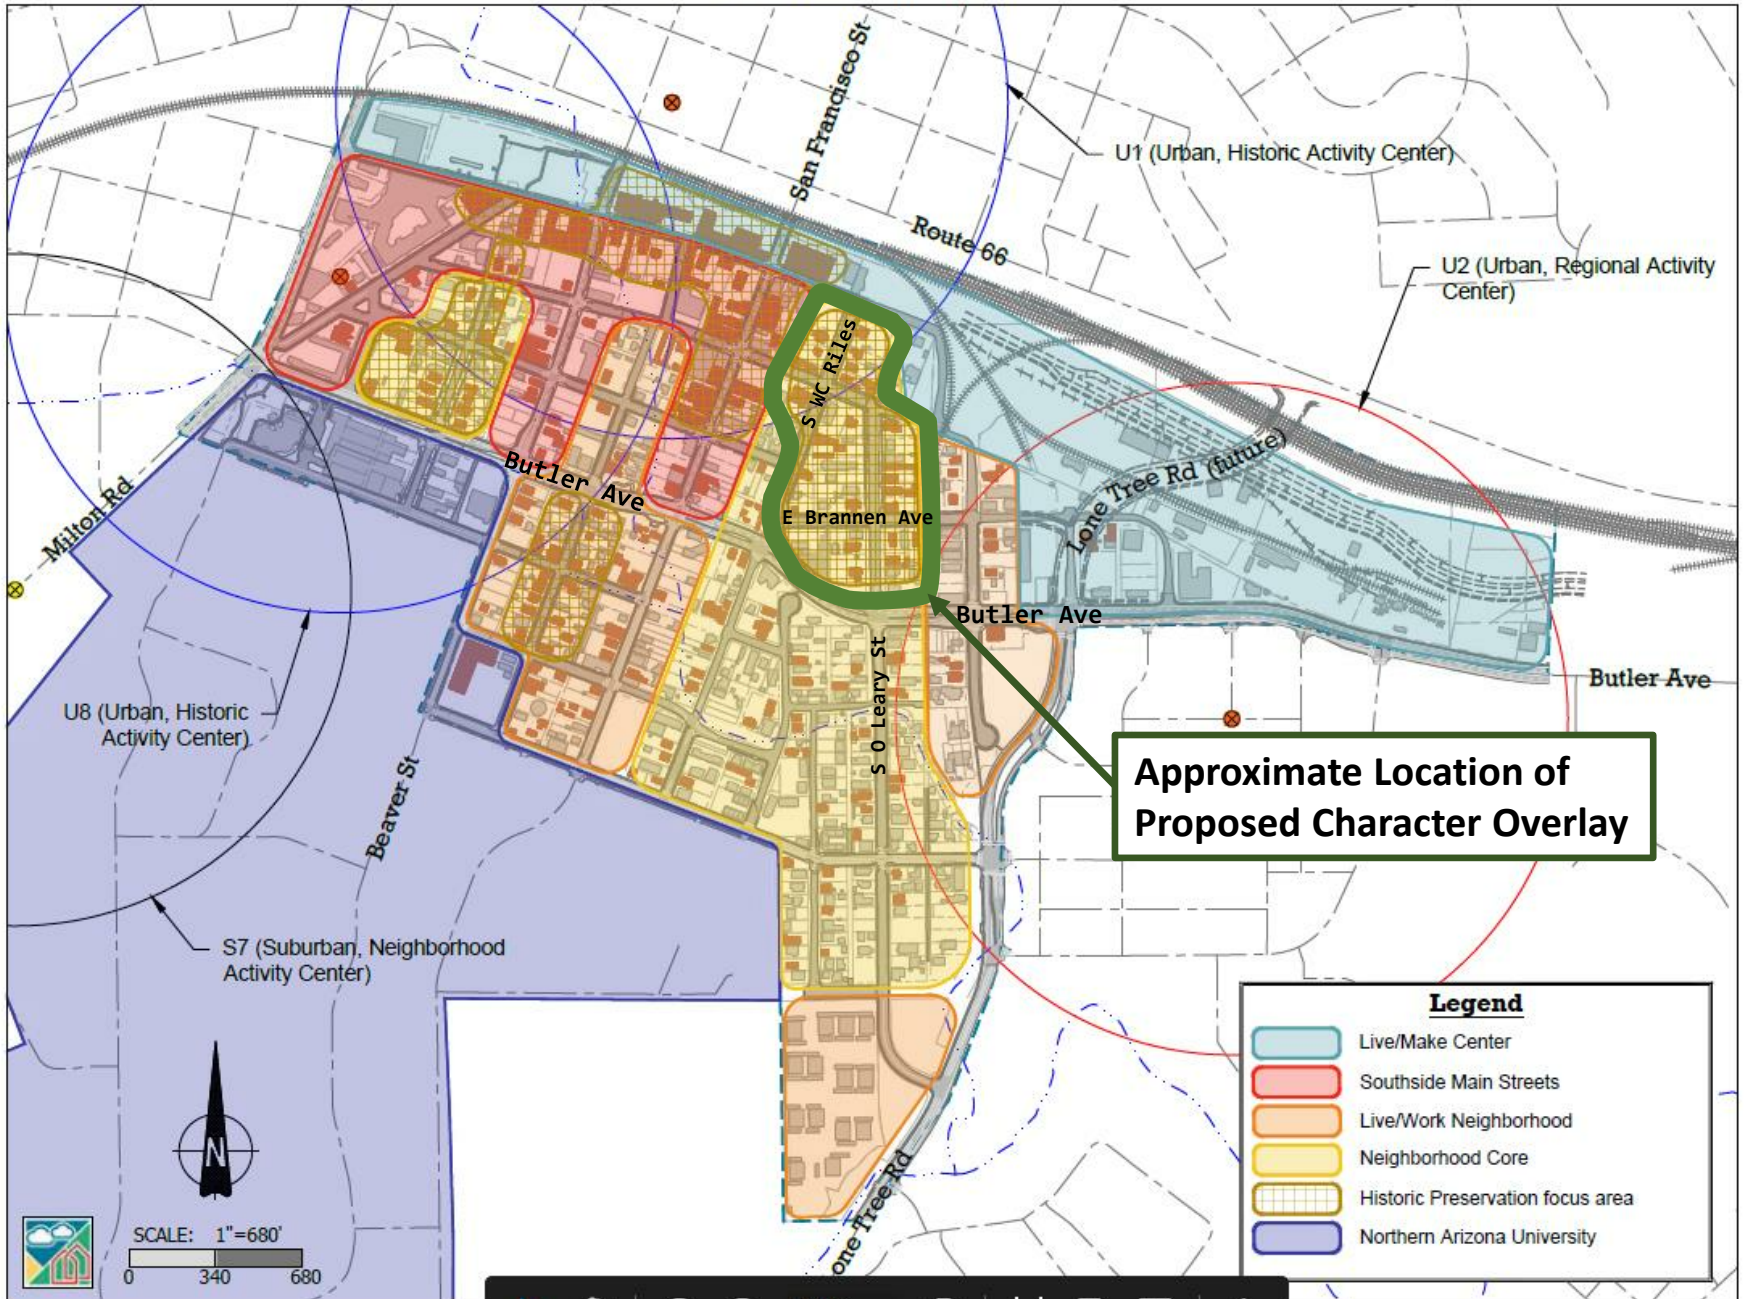 San Francisco St
U1 (Urban, Historic Activity Center)
Route 66
U2 (Urban, Regional Activity
Center)
S WC Riles
Butler Ave
E Brannen Ave
Lone Tree Rd (future)
Milton Rd
Butler Ave
S O Leary St
Butler Ave
U8 (Urban, Historic
Activity Center)
Approximate Location of
Proposed Character Overlay
Beaver St
S7 (Suburban, Neighborhood
Activity Center)
Legend
Live/Make Center
Southside Main Streets
Live/Work Neighborhood
Neighborhood Core
Historic Preservation focus area
Northern Arizona University
N
SCALE: 1"=680'
0 340 680
one Tree Rd